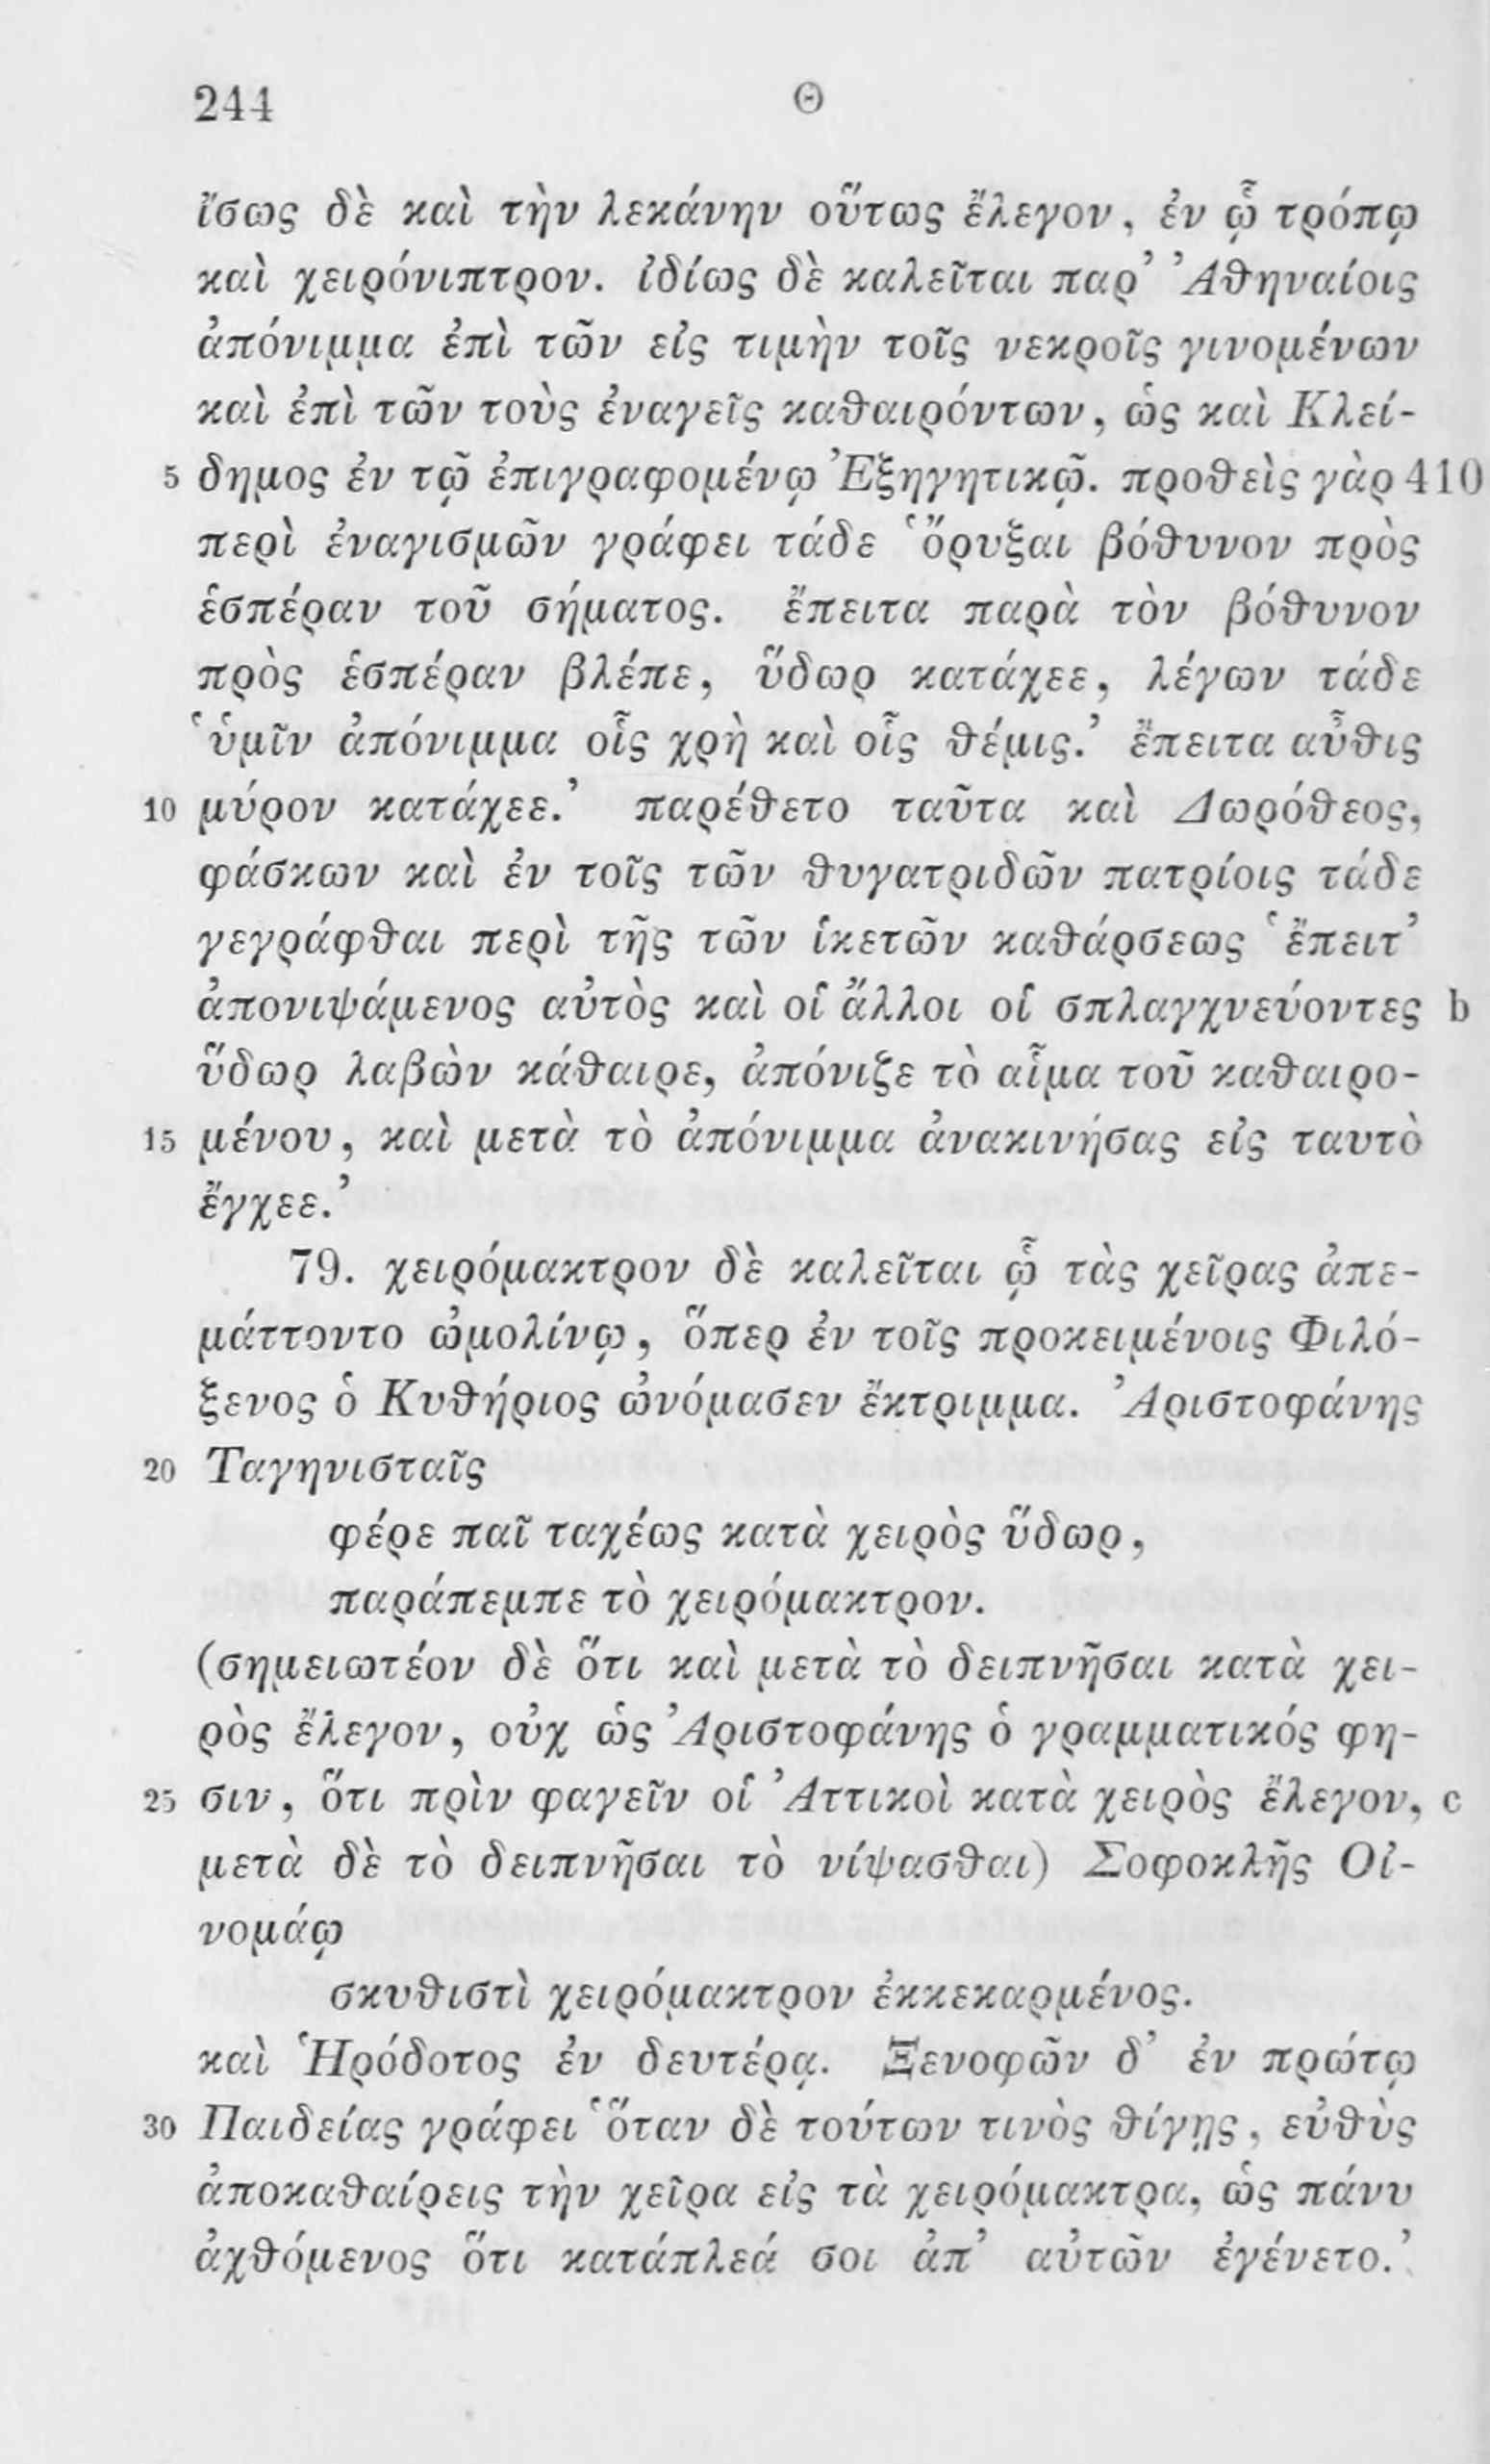 244 Θ
ἴσως δὲ καὶ τὴν λεκάνην οὕτως ἔλεγον, ἐν ᾧ τρόπῳ
καὶ χειρόνιπτρον. ἰδίως δὲ καλεῖται παρ’ Ἀθηναίοις
ἀπόνιμμα ἐπὶ τῶν εἰς τιμὴν τοῖς νεκροῖς γινομένων
καὶ ἐπὶ τῶν τοὺς ἐναγεῖς καθαιρόντων, ὡς καὶ Κλεί-
5 δημος ἐν τῷ ἐπιγραφομένῳ Ἐξηγητικῷ. προθεὶς γὰρ 410
περὶ ἐναγισμῶν γράφει τάδε ‛ὄρυξαι βόθυνον πρὸς
ἑσπέραν τοῦ σήματος. ἔπειτα παρὰ τὸν βόθυνον
πρὸς ἑσπέραν βλέπε, ὕδωρ κατάχεε, λέγων τάδε
‛ὑμῖν ἀπόνιμμα οἷς χρὴ καὶ οἷς θέμις.’ ἔπειτα αὖθις
10 μύρον κατάχεε.’ παρέθετο ταῦτα καὶ Δωρόθεος,
φάσκων καὶ ἐν τοῖς τῶν θυγατριδῶν πατρίοις τάδε
γεγράφθαι περὶ τῆς τῶν ἱκετῶν καθάρσεως ‛ἔπειτ’
ἀπονιψάμενος αὐτὸς καὶ οἱ ἄλλοι οἱ σπλαγχνεύοντες b
ὕδωρ λαβὼν κάθαιρε, ἀπόνιζε τὸ αἷμα τοῦ καθαιρο-
15 μένου, καὶ μετὰ τὸ ἀπόνιμμα ἀνακινήσας εἰς ταυτὸ
ἔγχεε.’
79. χειρόμακτρον δὲ καλεῖται ᾧ τὰς χεῖρας ἀπε-
μάττοντο ὠμολίνῳ, ὅπερ ἐν τοῖς προκειμένοις Φιλό-
ξενος ὁ Κυθήριος ὠνόμασεν ἔκτριμμα. Ἀριστοφάνης
20 Ταγηνισταῖς
φέρε παῖ ταχέως κατὰ χειρὸς ὕδωρ,
παράπεμπε τὸ χειρόμακτρον.
(σημειωτέον δὲ ὅτι καὶ μετὰ τὸ δειπνῆσαι κατὰ χει-
ρὸς ἔλεγον, οὐχ ὡς Ἀριστοφάνης ὁ γραμματικός φη-
25 σιν, ὅτι πρὶν φαγεῖν οἱ Ἀττικοὶ κατὰ χειρὸς ἔλεγον, c
μετὰ δὲ τὸ δειπνῆσαι τὸ νίψασθαι) Σοφοκλῆς Οἰ-
νομάῳ
σκυθιστὶ χειρόμακτρον ἐκκεκαρμένος.
καὶ Ἡρόδοτος ἐν δευτέρᾳ. Ξενοφῶν δ’ ἐν πρώτῳ
30 Παιδείας γράφει ‛ὅταν δὲ τούτων τινὸς θίγῃς, εὐθὺς
ἀποκαθαίρεις τὴν χεῖρα εἰς τὰ χειρόμακτρα, ὡς πάνυ
ἀχθόμενος ὅτι κατάπλεά σοι ἀπ’ αὐτῶν ἐγένετο.’